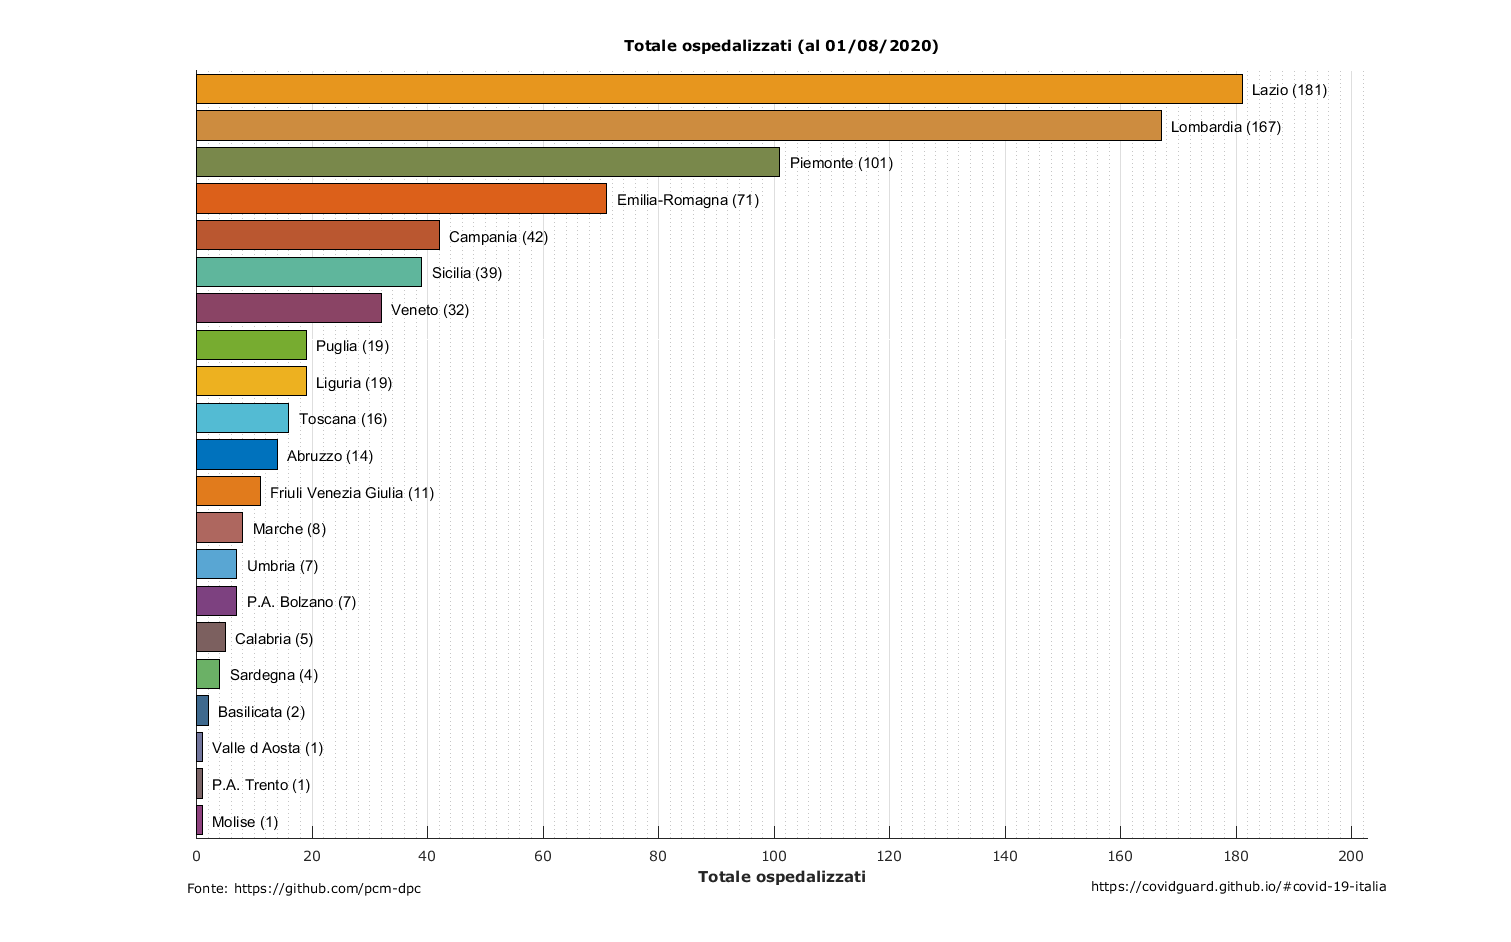 Totale ospedalizzati (al 01/08/2020)
Lazio (181)
Lombardia (167)
Piemonte (101)
Emilia-Romagna (71)
Campania (42)
Sicilia (39)
Veneto (32)
Puglia (19)
Liguria (19)
Toscana (16)
Abruzzo (14)
Friuli Venezia Giulia (11)
Marche (8)
Umbria (7)
P.A. Bolzano (7)
Calabria (5)
Sardegna (4)
Basilicata (2)
Valle d Aosta (1)
P.A. Trento (1)
Molise (1)
0 20 40 60 80 100 120 140 160 180 200
Totale ospedalizzati
Fonte: https://github.com/pcm-dpc
https://covidguard.github.io/#covid-19-italia